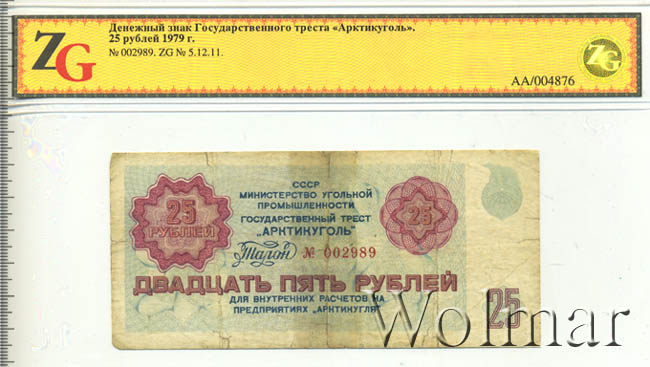 ZG
Денежный знак Государственного треста «Арктикуголь».
25 рублей 1979 г.
№ 002989. ZG № 5.12.11.
ZG
AA/004876
СССР
МИНИСТЕРСТВО УГОЛЬНОЙ
ПРОМЫШЛЕННОСТИ
ГОСУДАРСТВЕННЫЙ ТРЕСТ
„АРКТИКУГОЛЬ"
25
РУБЛЕЙ
25
Талон № 002989
ДВАДЦАТЬ ПЯТЬ РУБЛЕЙ
ДЛЯ ВНУТРЕННИХ РАСЧЕТОВ НА
ПРЕДПРИЯТИЯХ „АРКТИКУГЛЯ"
25
Wolmar